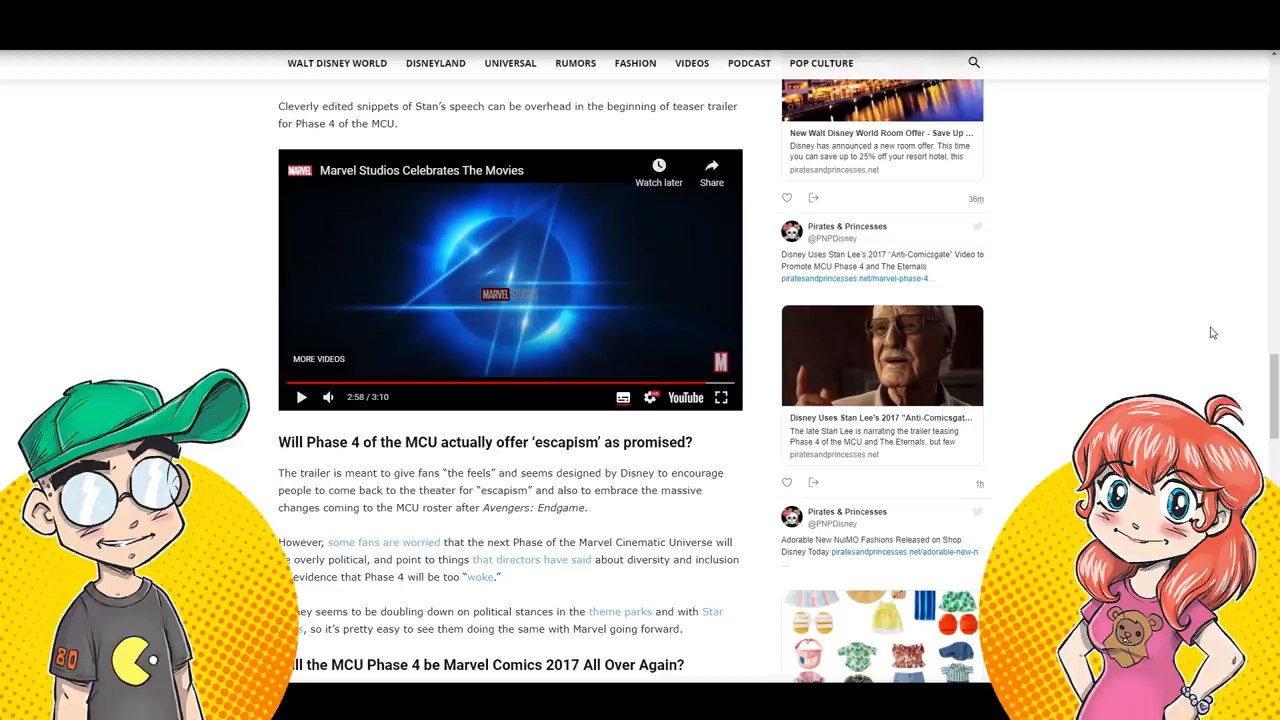 WALT DISNEY WORLD DISNEYLAND UNIVERSAL RUMORS FASHION VIDEOS PODCAST POP CULTURE
Cleverly edited snippets of Stan's speech can be overhead in the beginning of teaser trailer
for Phase 4 of the MCU.
MARVEL Marvel Studios Celebrates The Movies
Watch later Share
MARVEL STUDIOS
MORE VIDEOS
M
2:58 / 3:10
HD
YouTube
Will Phase 4 of the MCU actually offer 'escapism' as promised?
The trailer is meant to give fans "the feels" and seems designed by Disney to encourage
people to come back to the theater for "escapism" and also to embrace the massive
changes coming to the MCU roster after Avengers: Endgame.
However, some fans are worried that the next Phase of the Marvel Cinematic Universe will
overly political, and point to things that directors have said about diversity and inclusion
evidence that Phase 4 will be too "woke."
seems to be doubling down on political stances in the theme parks and with Star
, so it's pretty easy to see them doing the same with Marvel going forward.
the MCU Phase 4 be Marvel Comics 2017 All Over Again?
New Walt Disney World Room Offer - Save Up ...
Disney has announced a new room offer. This time
you can save up to 25% off your resort hotel, this
piratesandprincesses.net
36m
Pirates & Princesses
@PNPDisney
Disney Uses Stan Lee's 2017 "Anti-Comicsgate" Video to
Promote MCU Phase 4 and The Eternals
piratesandprincesses.net/marvel-phase-4…
Disney Uses Stan Lee's 2017 "Anti-Comicsgat...
The late Stan Lee is narrating the trailer teasing
Phase 4 of the MCU and The Eternals, but few
piratesandprincesses.net
1h
Pirates & Princesses
@PNPDisney
Adorable New NuiMO Fashions Released on Shop
Disney Today piratesandprincesses.net/adorable-new-n
...
80